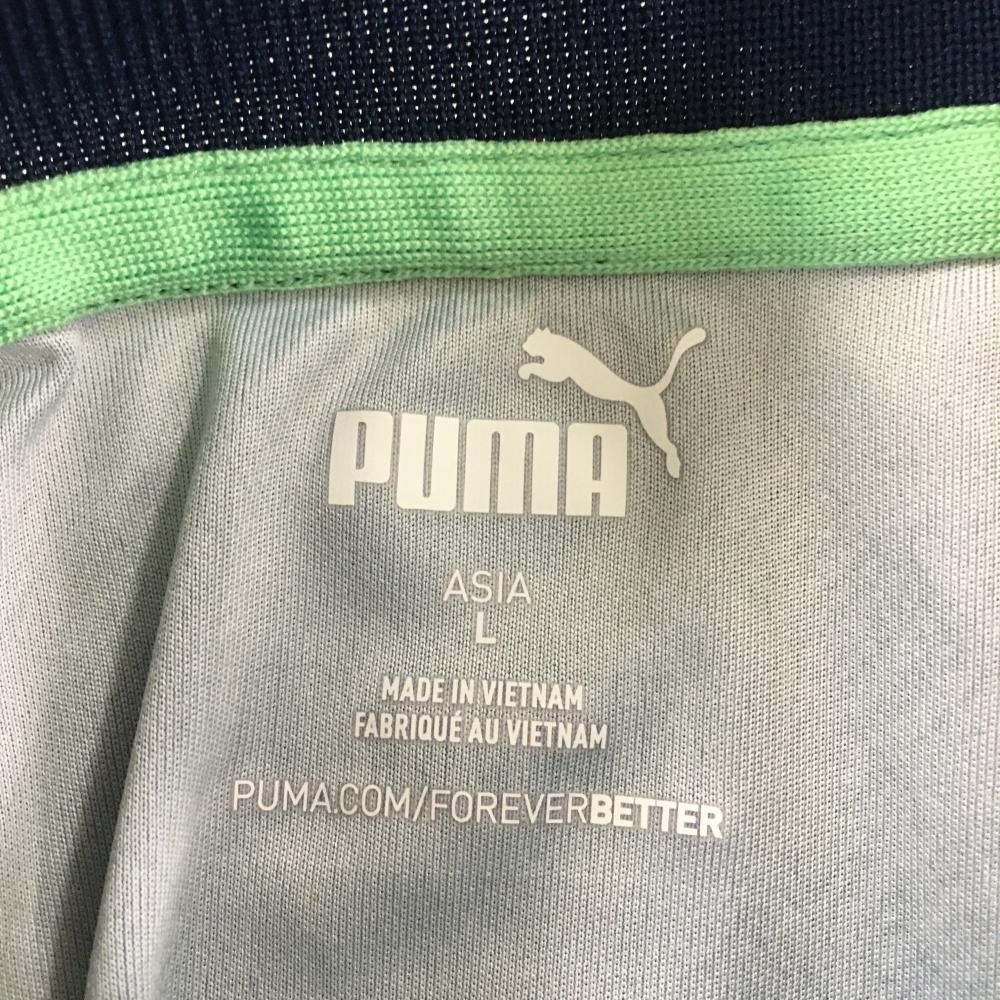 PUMA
ASIA
L
MADE IN VIETNAM
FABRIQUÉ AU VIETNAM
PUMA.COM/FOREVERBETTER